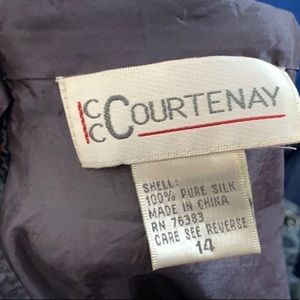 CC COURTENAY
SHELL:
100% PURE SILK
MADE IN CHINA
RN 76383
CARE SEE REVERSE
14